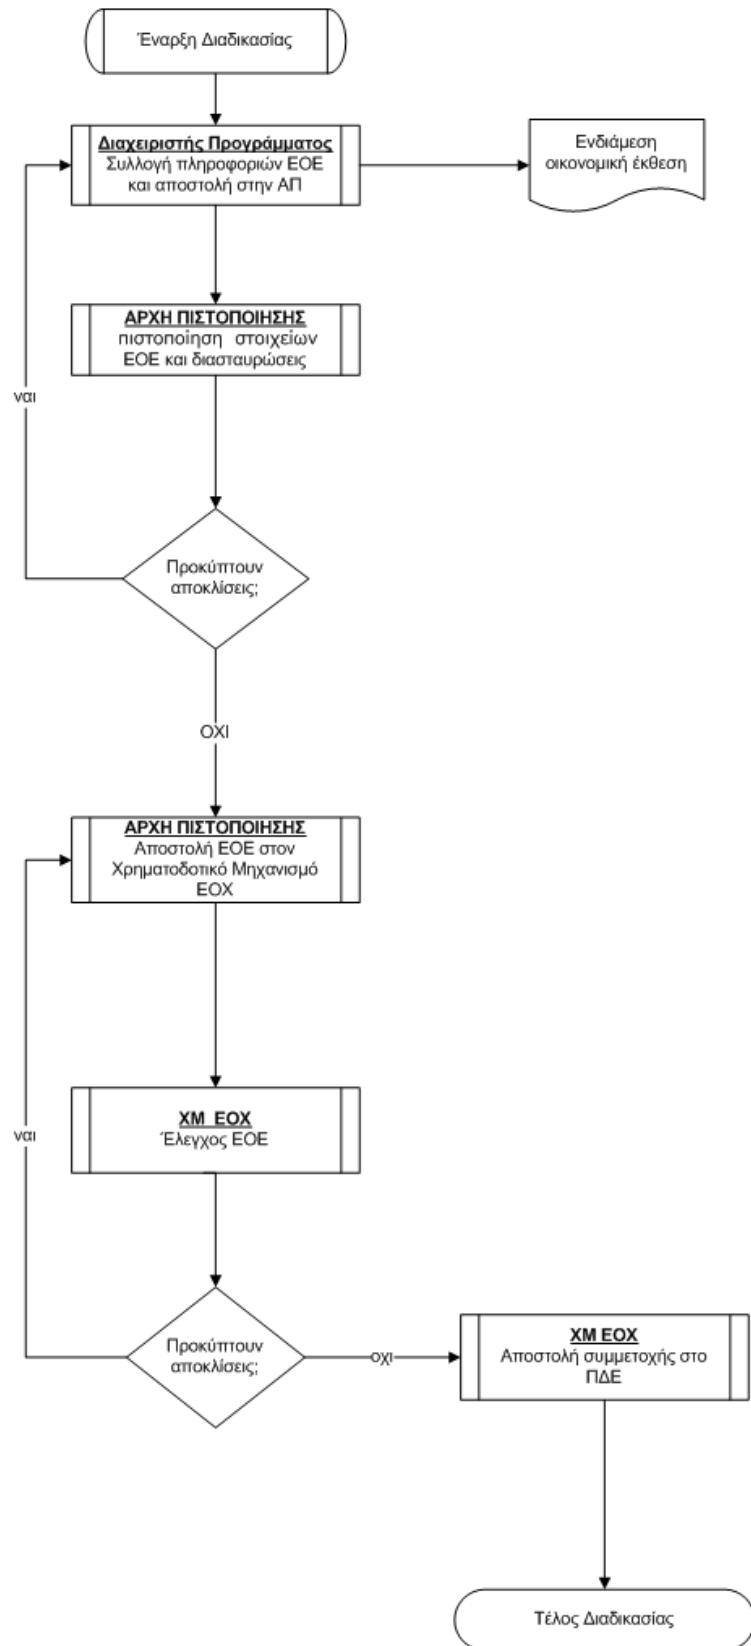 Έναρξη Διαδικασίας
Διαχειριστής Προγράμματος
Συλλογή πληροφοριών ΕΟΕ
και αποστολή στην ΑΠ
Ενδιάμεση
οικονομική έκθεση
ΑΡΧΗ ΠΙΣΤΟΠΟΙΗΣΗΣ
πιστοποίηση στοιχείων
ΕΟΕ και διασταυρώσεις
ναι
Προκύπτουν
αποκλίσεις;
ΟΧΙ
ΑΡΧΗ ΠΙΣΤΟΠΟΙΗΣΗΣ
Αποστολή ΕΟΕ στον
Χρηματοδοτικό Μηχανισμό
ΕΟΧ
ΧΜ ΕΟΧ
Έλεγχος ΕΟΕ
ναι
Προκύπτουν
αποκλίσεις;
οχι
ΧΜ ΕΟΧ
Αποστολή συμμετοχής στο
ΠΔΕ
Τέλος Διαδικασίας